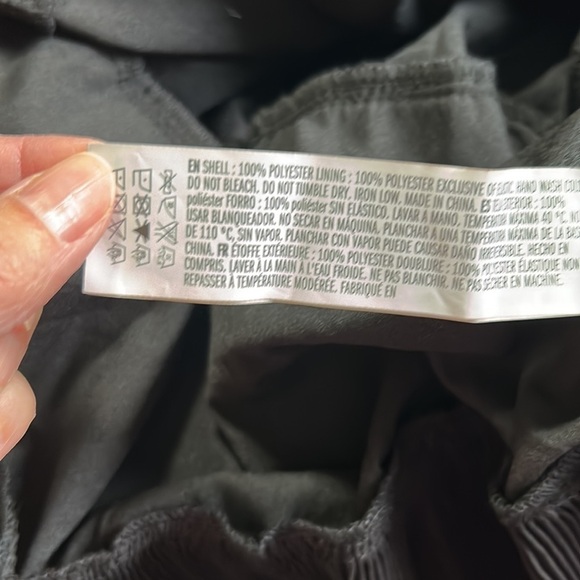 EN SHELL : 100% POLYESTER LINING : 100% POLYESTER EXCLUSIVE OF ELSTIC. HAND WASH COL
DO NOT BLEACH. DO NOT TUMBLE DRY. IRON LOW. MADE IN CHINA. ES EXTERIOR : 100%
poliéster FORRO : 100% poliéster SIN ELÁSTICO. LAVAR A MANO. TEMPERATURA MÁXIMA 40 °C. NO
USAR BLANQUEADOR. NO SECAR EN MÁQUINA. PLANCHAR A UNA TEMPERATURA MÁXIMA DE LA BASE
DE 110 °C, SIN VAPOR. PLANCHAR CON VAPOR PUEDE CAUSAR DAÑO IRREVERSIBLE. HECHO EN
CHINA. FR ÉTOFFE EXTÉRIEURE : 100% POLYESTER DOUBLURE : 100% POLYESTER ÉLASTIQUE NON
COMPRIS. LAVER À LA MAIN À L'EAU FROIDE. NE PAS BLANCHIR. NE PAS SÉCHER EN MACHINE.
REPASSER À TEMPÉRATURE MODÉRÉE. FABRIQUÉ EN